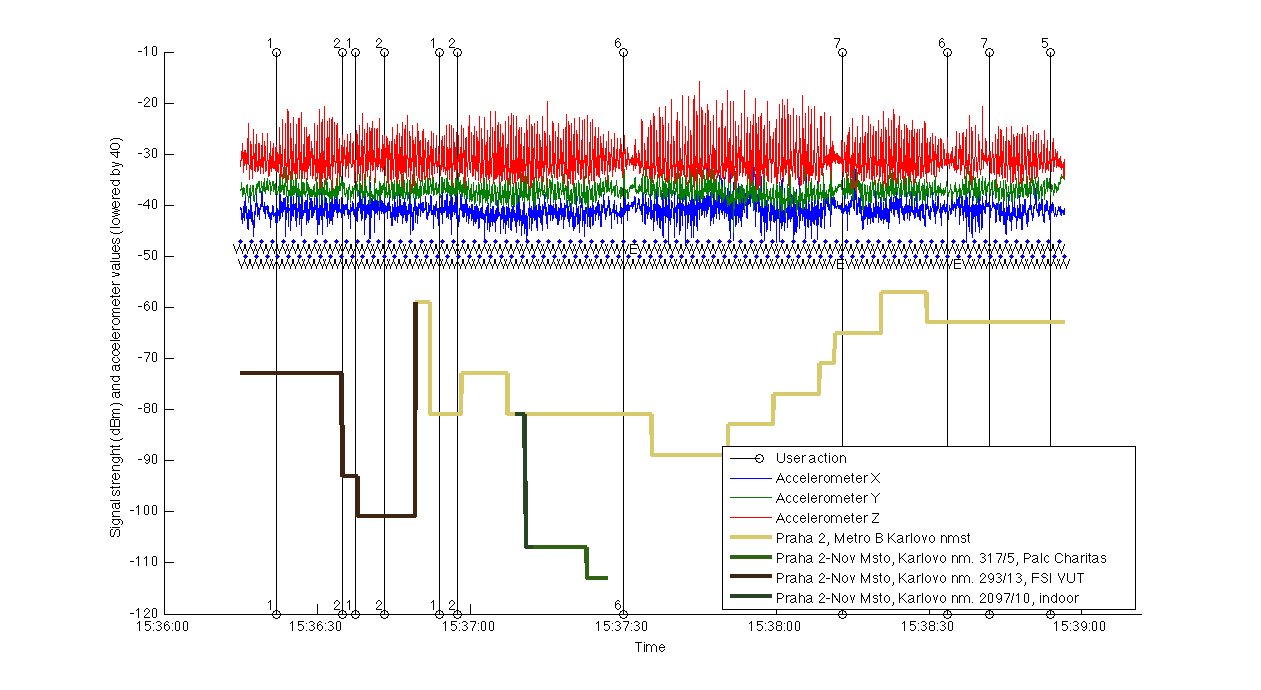 1 2 1 2 1 2 6 7 6 7 5
-10
-20
-30
-40
E
-50
E E
-60
-70
-80
-90
-100
-110
-120
Signal strenght (dBm) and accelerometer values (lowered by 40)
User action
Accelerometer X
Accelerometer Y
Accelerometer Z
Praha 2, Metro B Karlovo nmst
Praha 2-Nov Msto, Karlovo nm. 317/5, Palc Charitas
Praha 2-Nov Msto, Karlovo nm. 293/13, FSI VUT
Praha 2-Nov Msto, Karlovo nm. 2097/10, indoor
1 2 1 2 1 2 6
15:36:00 15:36:30 15:37:00 15:37:30 15:38:00 15:38:30 15:39:00
Time